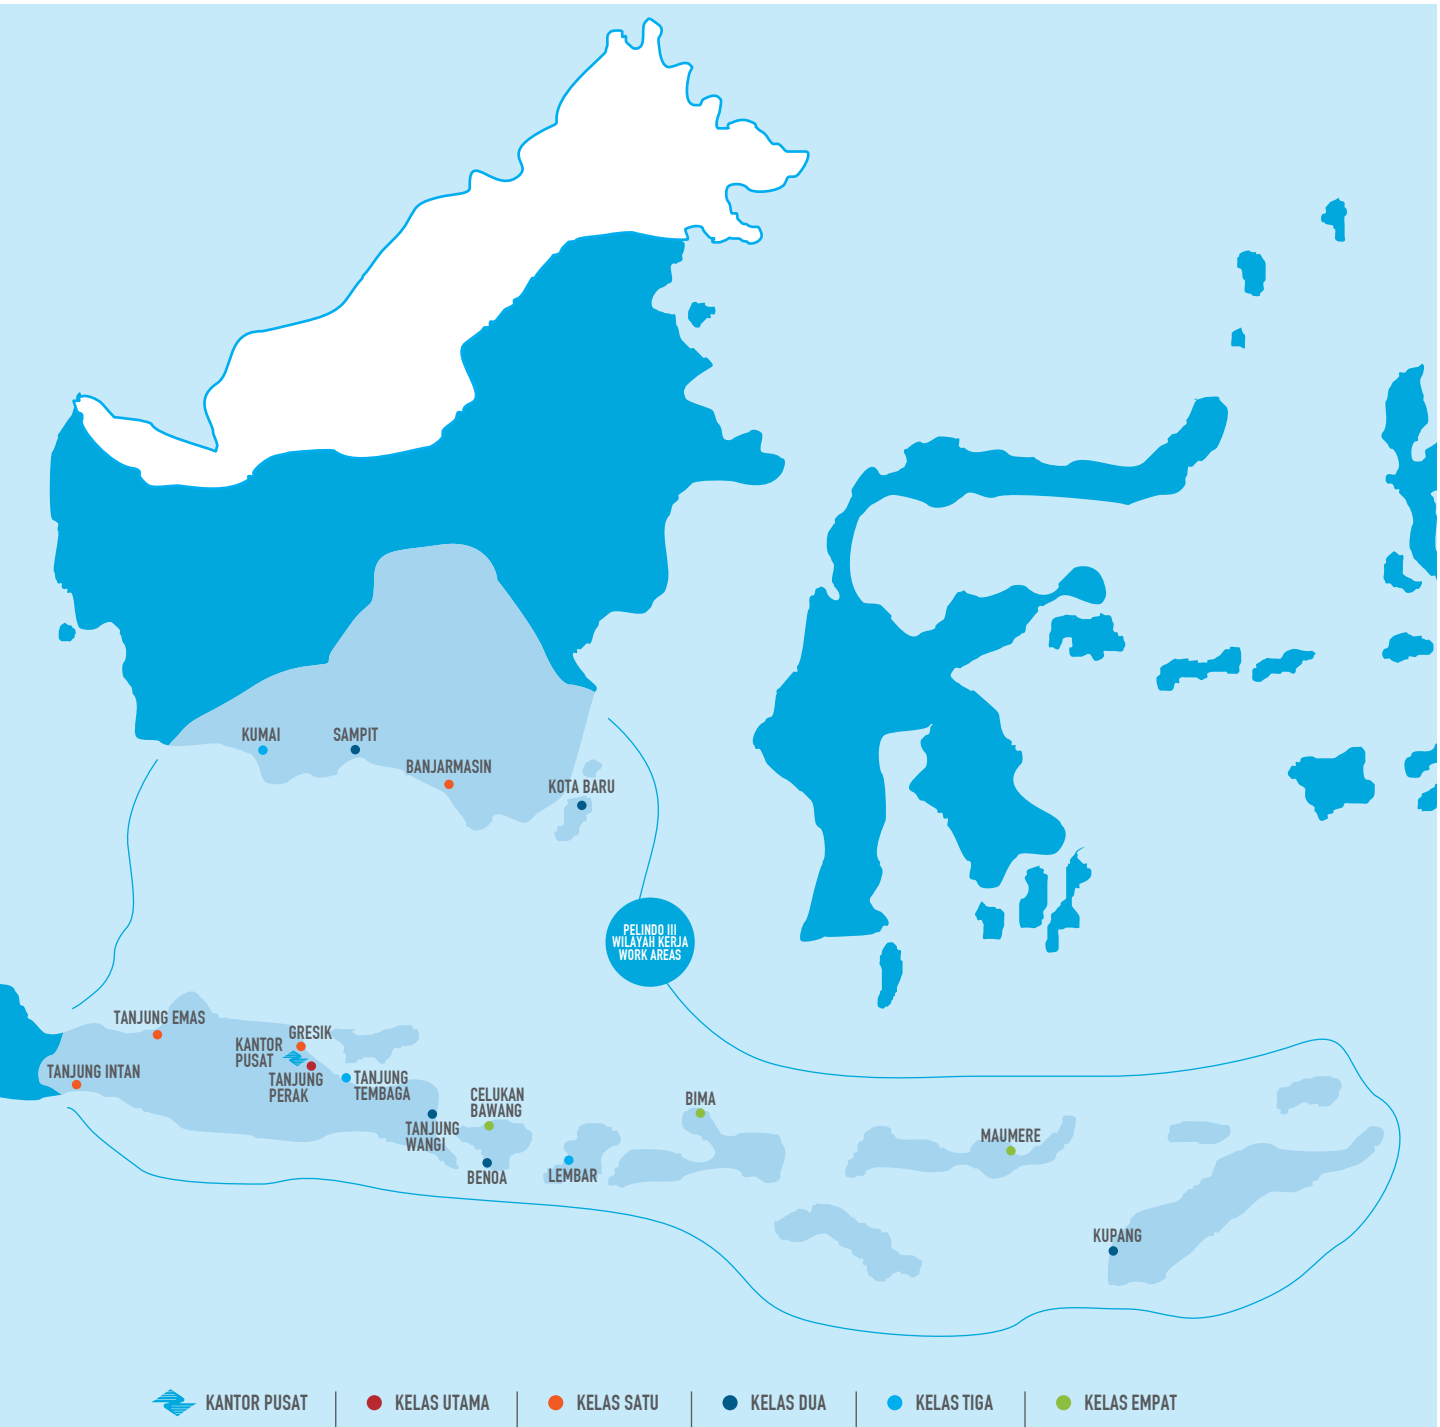 KUMAI
SAMPIT
BANJARMASIN
KOTA BARU
PELINDO III
WILAYAH KERJA
WORK AREAS
TANJUNG EMAS
GRESIK
KANTOR
PUSAT
TANJUNG INTAN
TANJUNG
PERAK
TANJUNG
TEMBAGA
CELUKAN
BAWANG
BIMA
TANJUNG
WANGI
MAUMERE
BENOA
LEMBAR
KUPANG
KANTOR PUSAT
KELAS UTAMA
KELAS SATU
KELAS DUA
KELAS TIGA
KELAS EMPAT